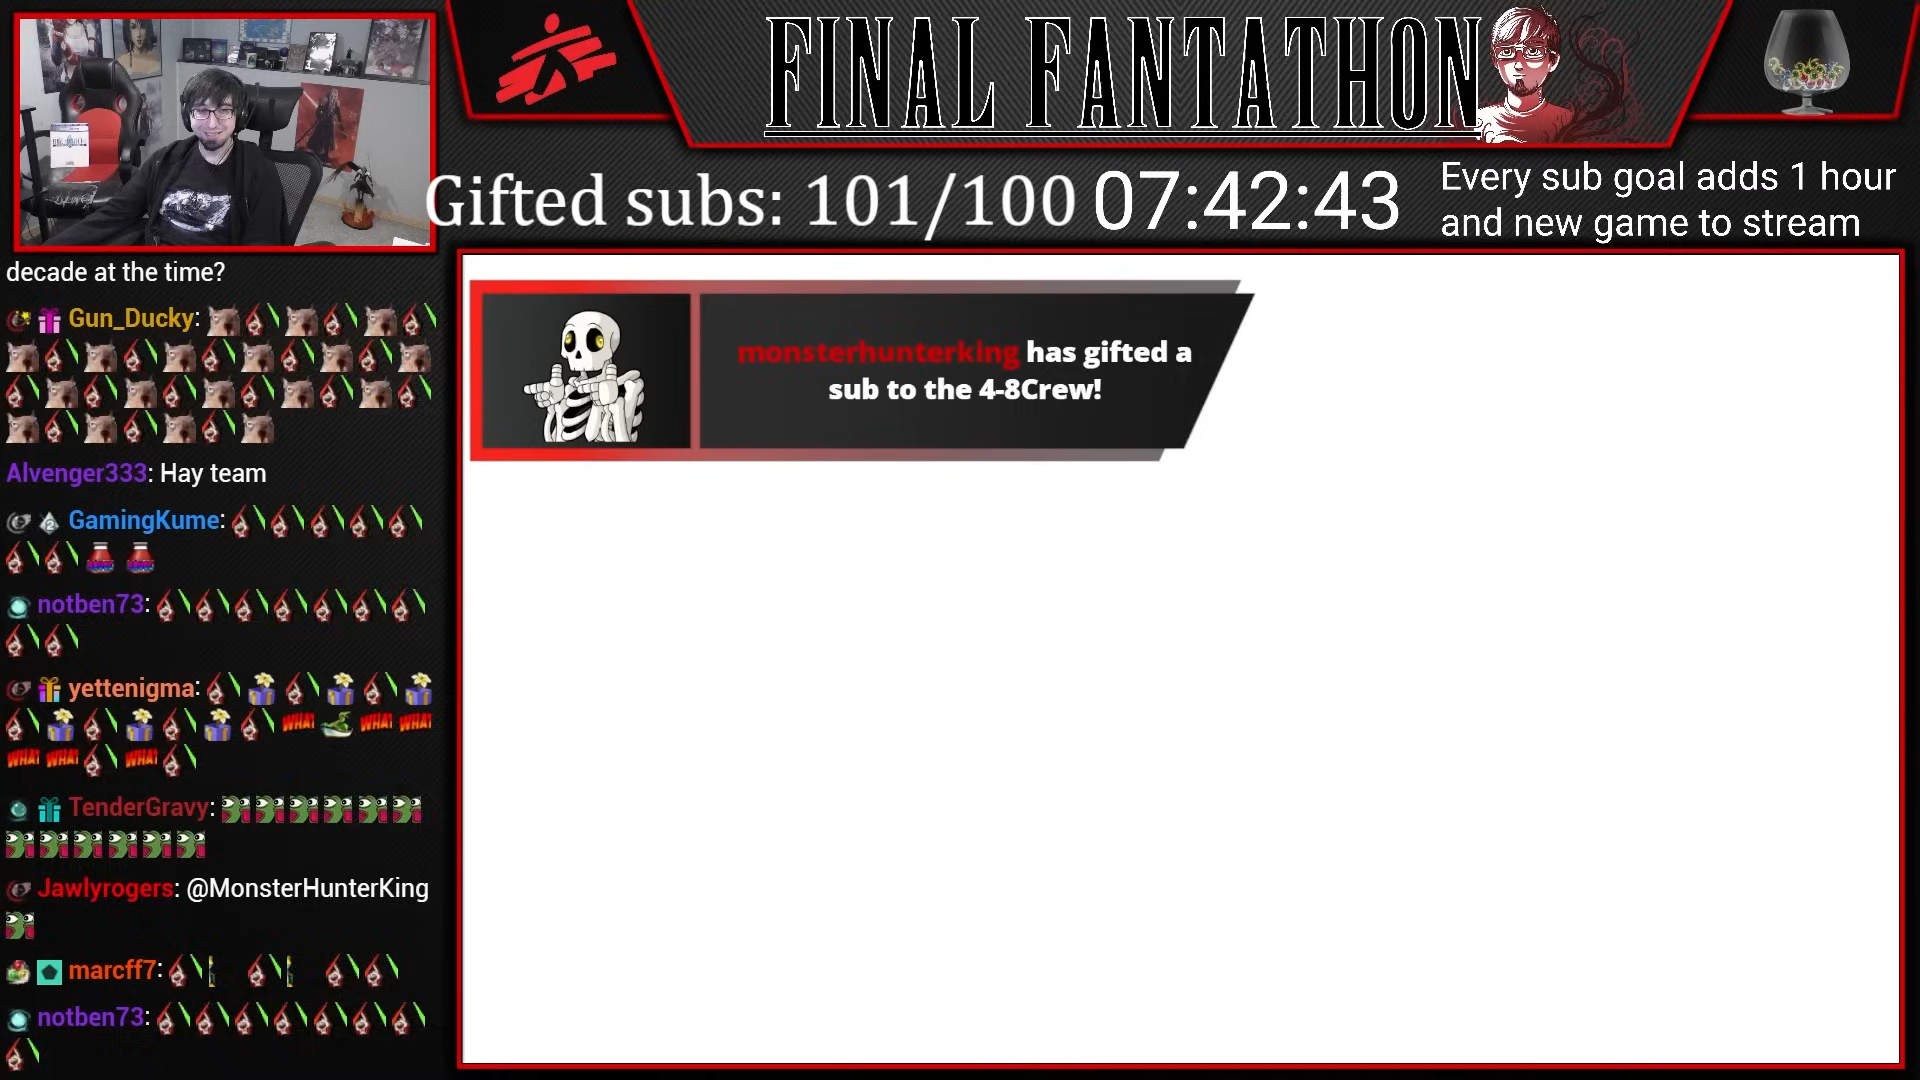 FINAL FANTATHON
Gifted subs: 101/100
07:42:43
Every sub goal adds 1 hour
and new game to stream
monsterhunterking has gifted a
sub to the 4-8Crew!
decade at the time?
Gun_Ducky:
Alvenger333: Hay team
GamingKume:
notben73:
yettenigma:
WHAT WHAT WHAT
WHAT WHAT WHAT
TenderGravy:
Jawlyrogers: @MonsterHunterKing
marcff7:
notben73: